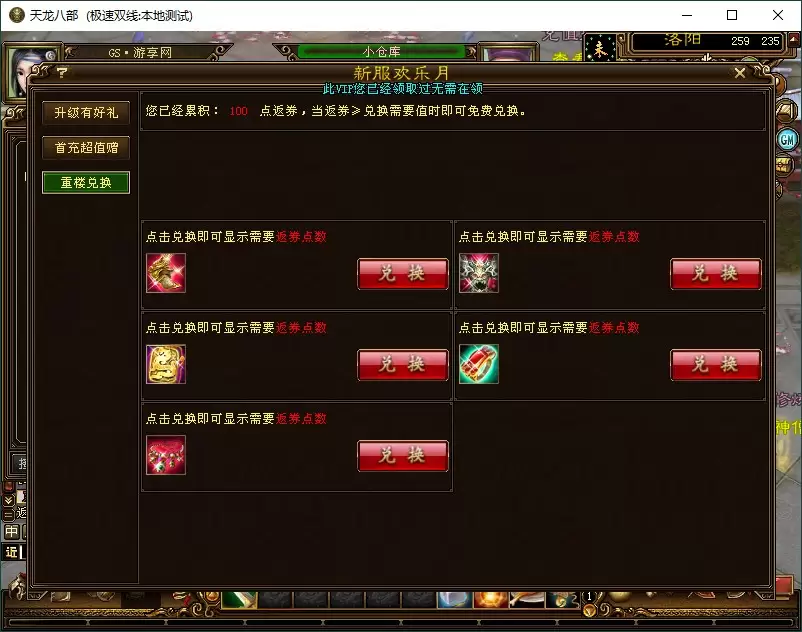 天龙八部 (极速双线:本地测试)
GS·游享网
小仓库
洛阳
259 235
未
?
新服欢乐月
此VIP您已经领取过无需在领
升级有好礼
首充超值赠
重楼兑换
您已经累积： 100 点返券，当返券≥兑换需要值时即可免费兑换。
GM
点击兑换即可显示需要返券点数
兑换
点击兑换即可显示需要返券点数
兑换
点击兑换即可显示需要返券点数
兑换
点击兑换即可显示需要返券点数
兑换
点击兑换即可显示需要返券点数
兑换
神僧
近
1